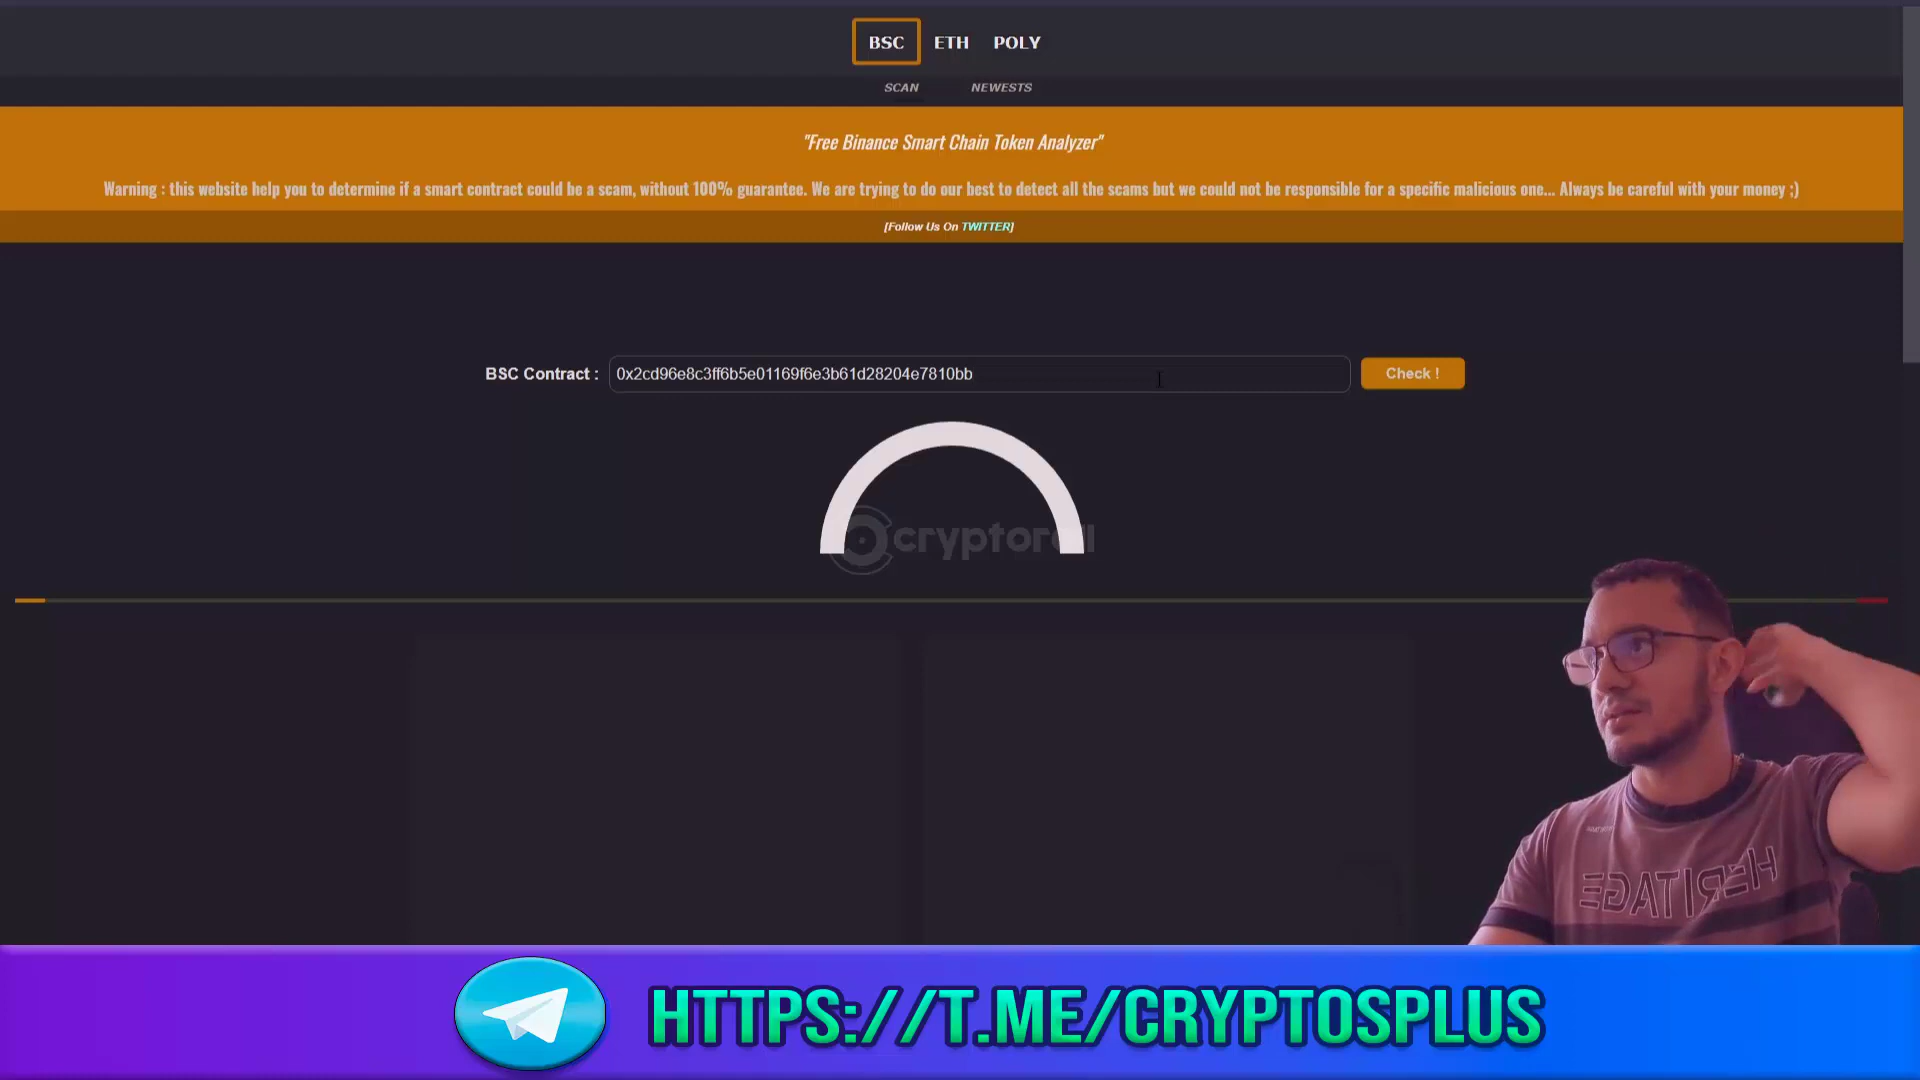 BSC ETH POLY
SCAN NEWESTS
"Free Binance Smart Chain Token Analyzer"
Warning : this website help you to determine if a smart contract could be a scam, without 100% guarantee. We are trying to do our best to detect all the scams but we could not be responsible for a specific malicious one... Always be careful with your money ;)
[Follow Us On TWITTER]
BSC Contract : 0x2cd96e8c3ff6b5e01169f6e3b61d28204e7810bb Check !
HERITAGE
HTTPS://T.ME/CRYPTOSPLUS